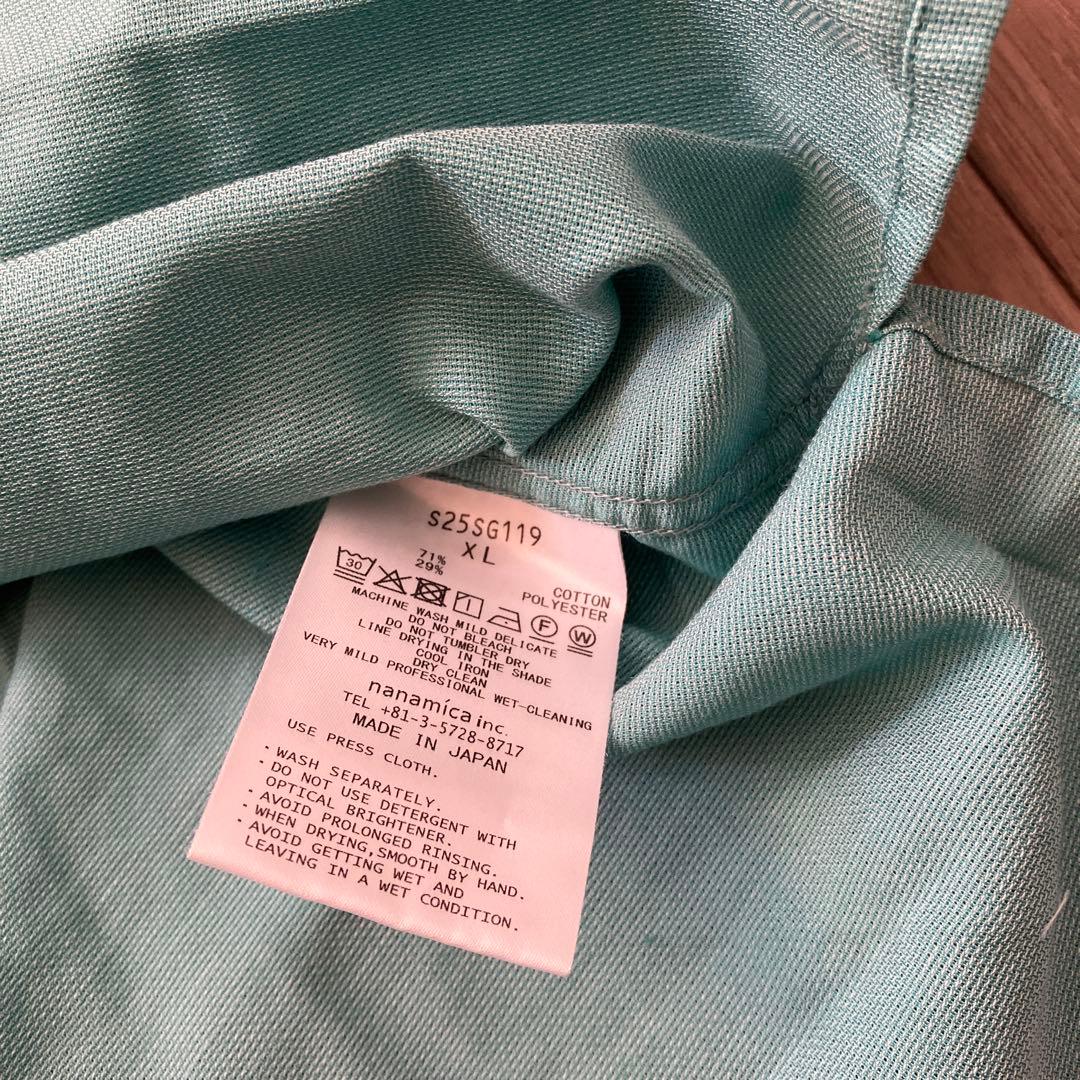 S25SG119
XL
71% COTTON
29% POLYESTER
30
F
W
MACHINE WASH MILD DELICATE
DO NOT BLEACH
DO NOT TUMBLER DRY
LINE DRYING IN THE SHADE
COOL IRON
DRY CLEAN
VERY MILD PROFESSIONAL WET-CLEANING
nanamica inc.
TEL +81-3-5728-8717
MADE IN JAPAN
USE PRESS CLOTH.
・WASH SEPARATELY.
・DO NOT USE DETERGENT WITH
OPTICAL BRIGHTENER.
・AVOID PROLONGED RINSING.
・WHEN DRYING,SMOOTH BY HAND.
・AVOID GETTING WET AND
LEAVING IN A WET CONDITION.